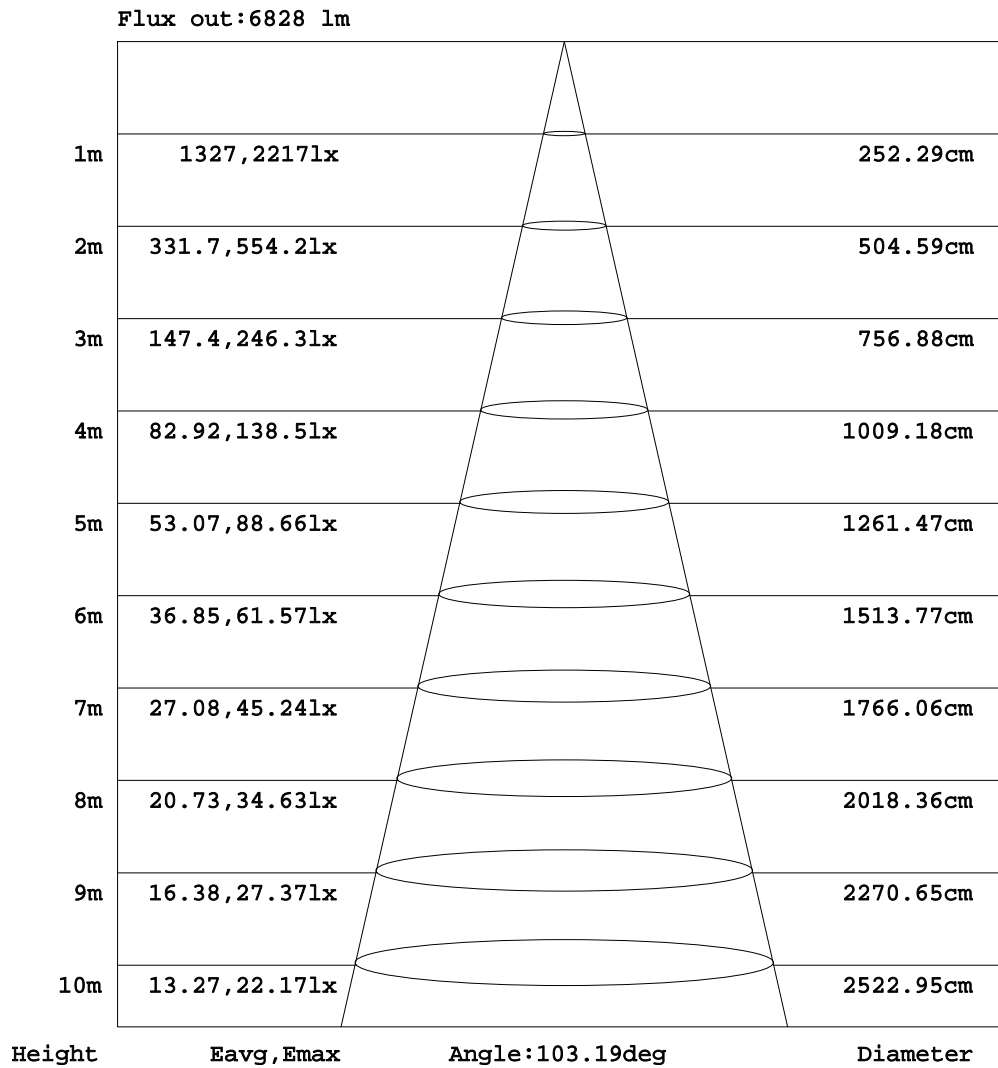 Flux out:6828 lm
1m 1327,2217lx 252.29cm
2m 331.7,554.2lx 504.59cm
3m 147.4,246.3lx 756.88cm
4m 82.92,138.5lx 1009.18cm
5m 53.07,88.66lx 1261.47cm
6m 36.85,61.57lx 1513.77cm
7m 27.08,45.24lx 1766.06cm
8m 20.73,34.63lx 2018.36cm
9m 16.38,27.37lx 2270.65cm
10m 13.27,22.17lx 2522.95cm
Height Eavg,Emax Angle:103.19deg Diameter